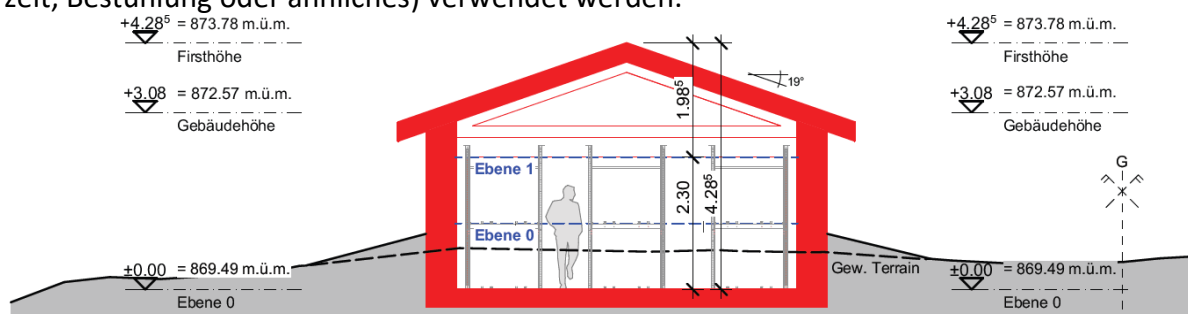 zeit, Bestuhlung oder ähnliches) verwendet werden.
+4.28⁵ = 873.78 m.ü.m.
Firsthöhe
+3.08 = 872.57 m.ü.m.
Gebäudehöhe
±0.00 = 869.49 m.ü.m.
Ebene 0
Ebene 1
Ebene 0
1.98⁵
2.30
4.28⁵
19°
Gew. Terrain
+4.28⁵ = 873.78 m.ü.m.
Firsthöhe
+3.08 = 872.57 m.ü.m.
Gebäudehöhe
G
±0.00 = 869.49 m.ü.m.
Ebene 0